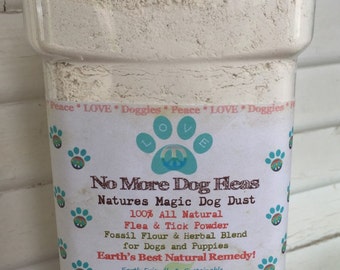 Peace * LOVE * Doggies * Peace * LOVE * Doggies *
LOVE
No More Dog Fleas
Natures Magic Dog Dust
100% All Natural
Flea & Tick Powder
Fossil Flour & Herbal Blend
for Dogs and Puppies
Earth's Best Natural Remedy!